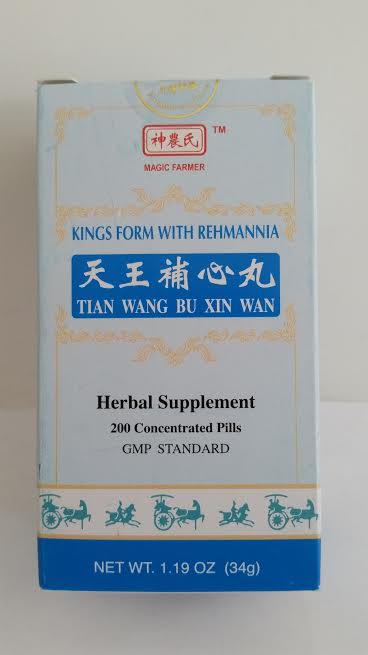 神農氏 TM
MAGIC FARMER
KINGS FORM WITH REHMANNIA
天王補心丸
TIAN WANG BU XIN WAN
Herbal Supplement
200 Concentrated Pills
GMP STANDARD
NET WT. 1.19 OZ (34g)